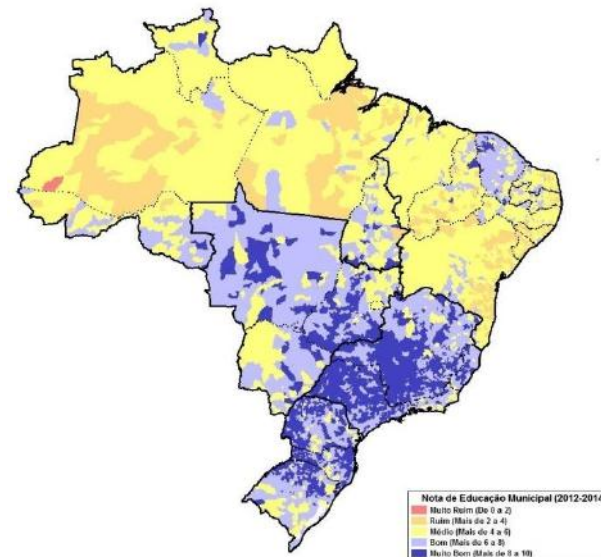 Nota de Educação Municipal (2012-2014
Muito Ruim (De 0 a 2)
Ruim (Mais de 2 a 4)
Médio (Mais de 4 a 6)
Bom (Mais de 6 a 8)
Muito Bom (Mais de 8 a 10)